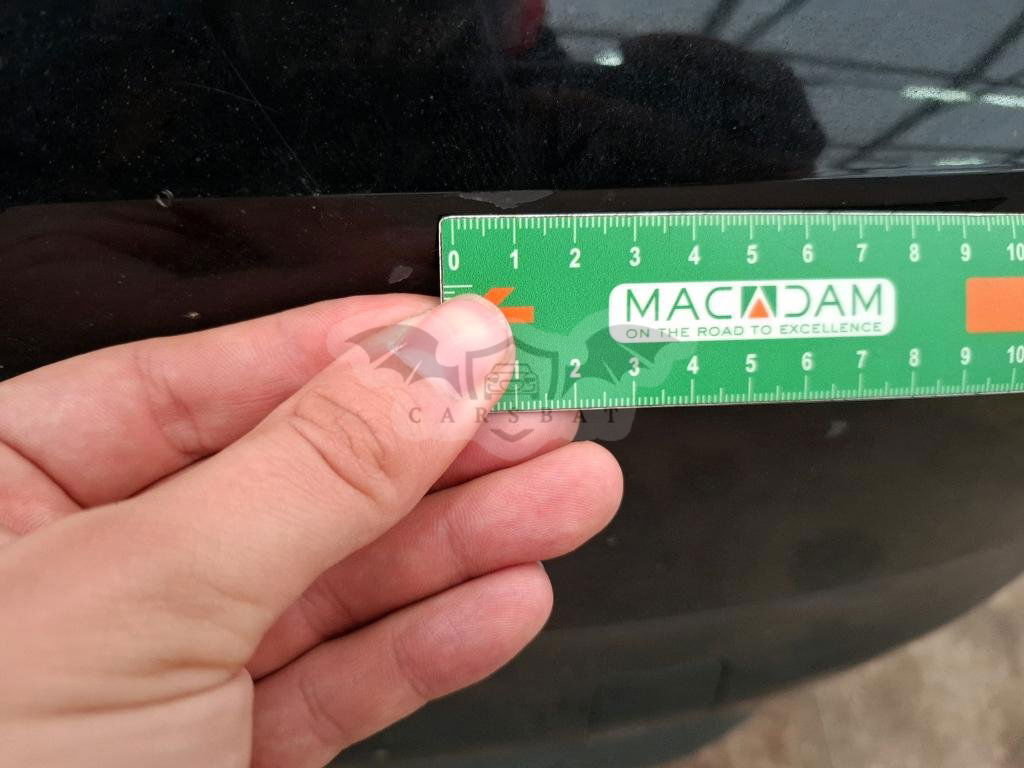 0 1 2 3 4 5 6 7 8 9 10
MACADAM
ON THE ROAD TO EXCELLENCE
1 2 3 4 5 6 7 8 9 10
CARSBAT